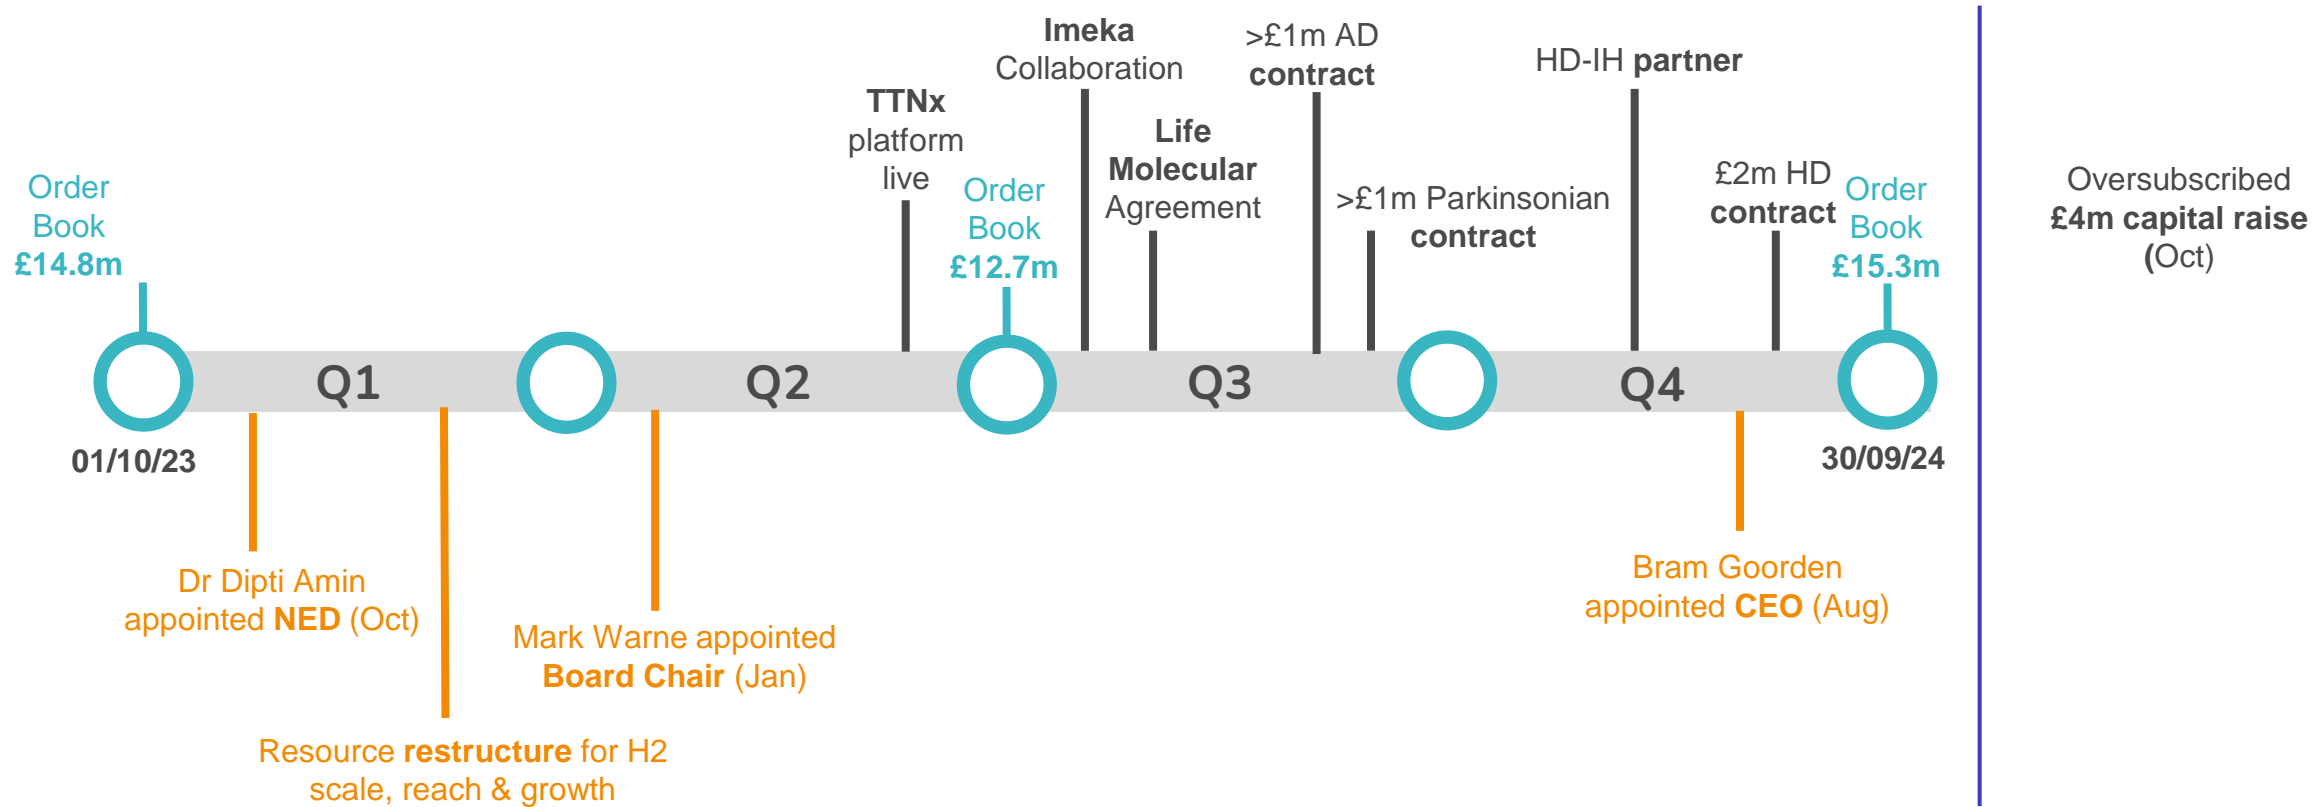 Order
Book
£14.8m
TTNx
platform
live
Order
Book
£12.7m
Imeka
Collaboration
Life
Molecular
Agreement
>£1m AD
contract
>£1m Parkinsonian
contract
HD-IH partner
£2m HD
contract
Order
Book
£15.3m
Oversubscribed
£4m capital raise
(Oct)
Q1
Q2
Q3
Q4
01/10/23
30/09/24
Dr Dipti Amin
appointed NED (Oct)
Resource restructure for H2
scale, reach & growth
Mark Warne appointed
Board Chair (Jan)
Bram Goorden
appointed CEO (Aug)